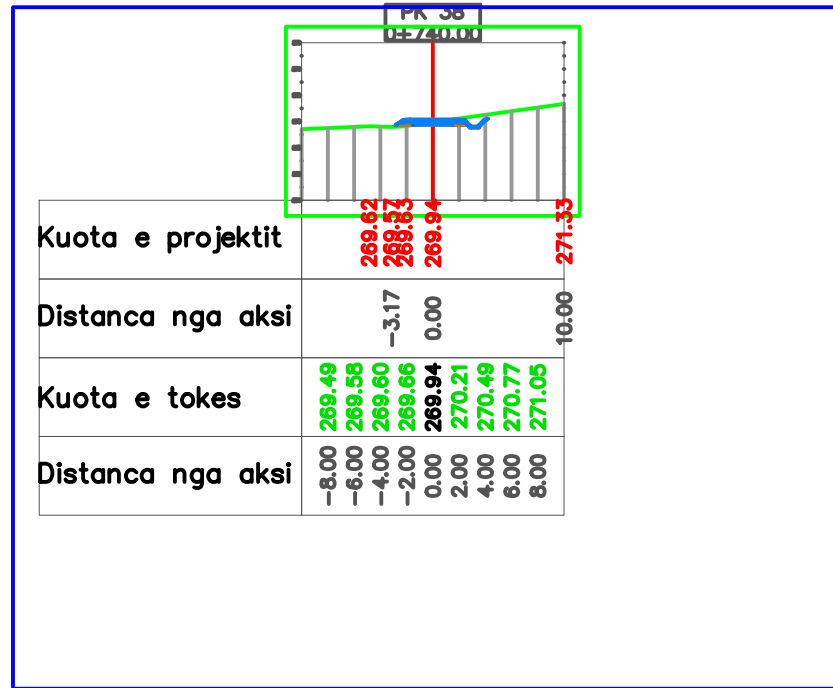 PK 38
0+740.00
Kuota e projektit 269.62 269.57 269.63 269.94 271.33
Distanca nga aksi -3.17 0.00 10.00
Kuota e tokes 269.49 269.58 269.60 269.66 269.94 270.21 270.49 270.77 271.05
Distanca nga aksi -8.00 -6.00 -4.00 -2.00 0.00 2.00 4.00 6.00 8.00